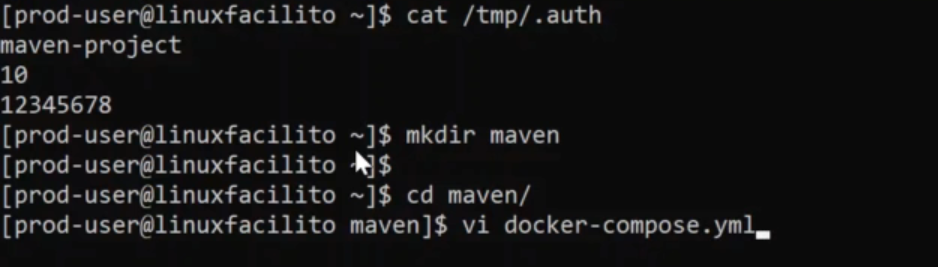 [prod-user@linuxfacilito ~]$ cat /tmp/.auth
maven-project
10
12345678
[prod-user@linuxfacilito ~]$ mkdir maven
[prod-user@linuxfacilito ~]$
[prod-user@linuxfacilito ~]$ cd maven/
[prod-user@linuxfacilito maven]$ vi docker-compose.yml